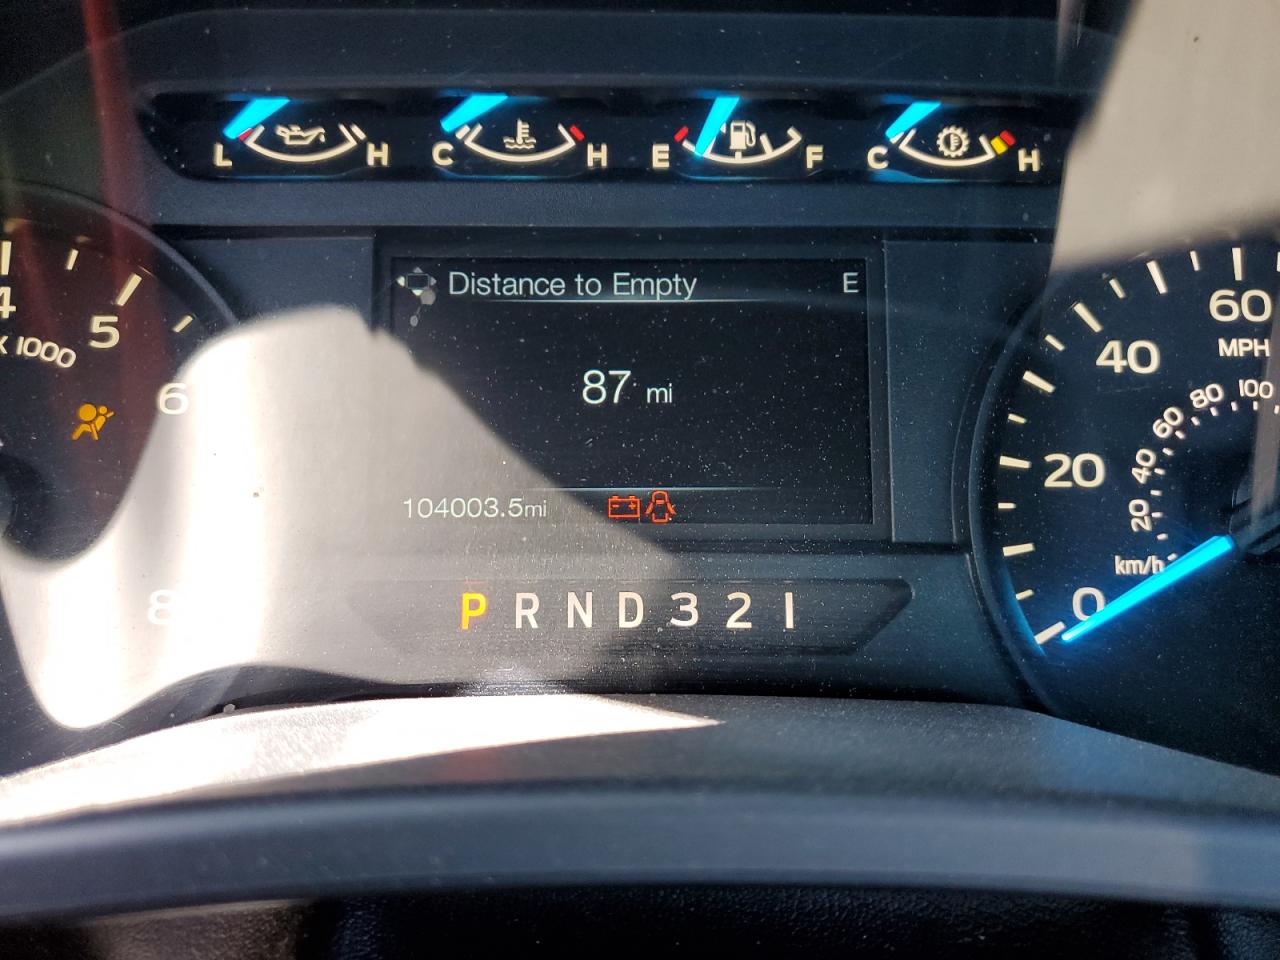 L H C H E F C H
Distance to Empty E
4 5 6 8
x 1000
87 mi
104003.5mi
P R N D 3 2 1
0 20 40 60
MPH
20 40 60 80 100
km/h